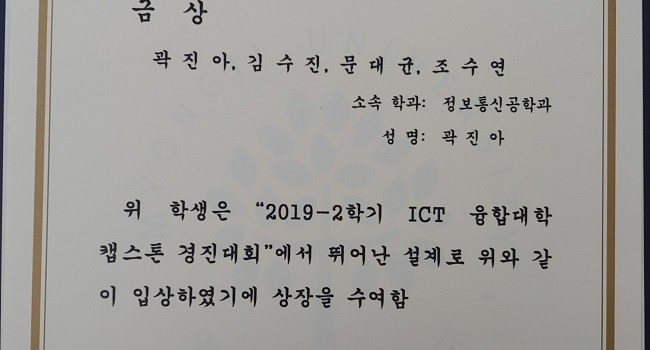 금 상
곽 진 아, 김 수 진, 문 대 균, 조 수 연
소속 학과: 정보통신공학과
성 명: 곽 진 아
위 학생은 "2019-2학기 ICT 융합대학
캡스톤 경진대회"에서 뛰어난 설계로 위와 같
이 입상하였기에 상장을 수여함